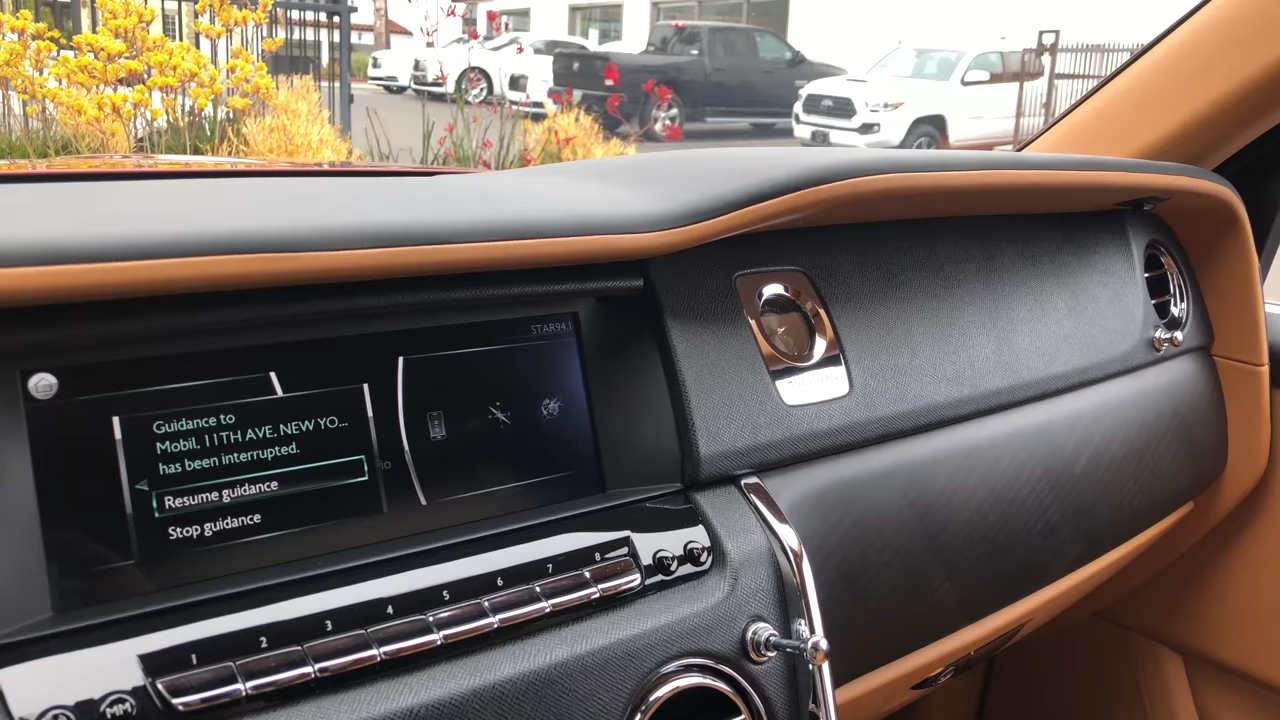 STAR94.1
Guidance to
Mobil, 11TH AVE, NEW YO...
has been interrupted.
io
Resume guidance
Stop guidance
1 2 3 4 5 6 7 8